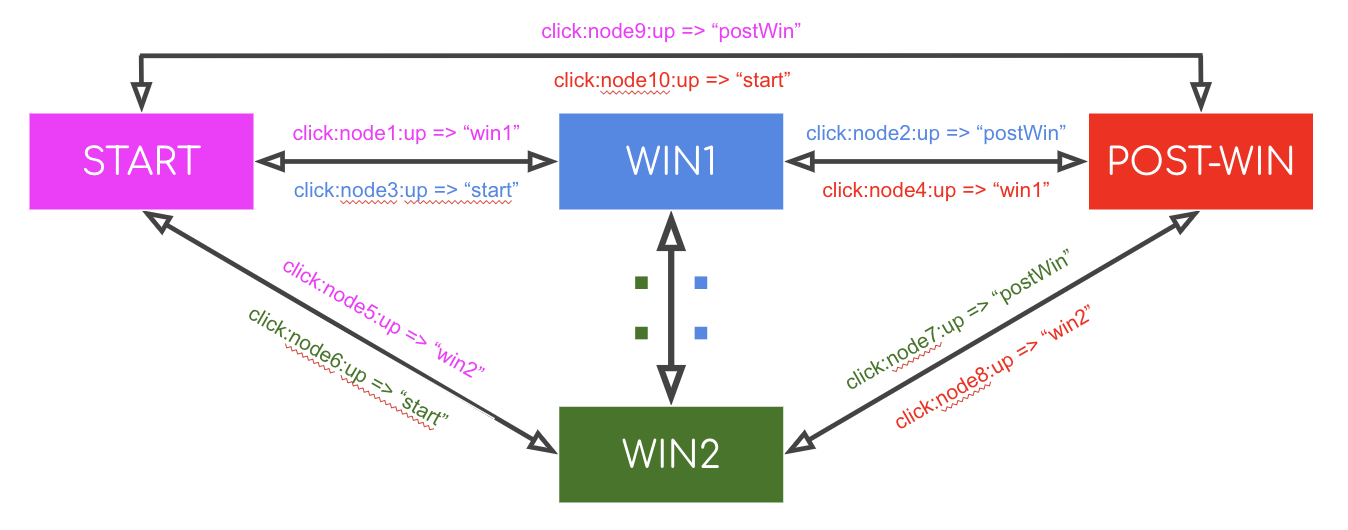 click:node9:up => “postWin”
click:node10:up => “start”
START
click:node1:up => “win1”
click:node3:up => “start”
WIN1
click:node2:up => “postWin”
click:node4:up => “win1”
POST-WIN
click:node5:up => “win2”
click:node6:up => “start”
click:node7:up => “postWin”
click:node8:up => “win2”
WIN2